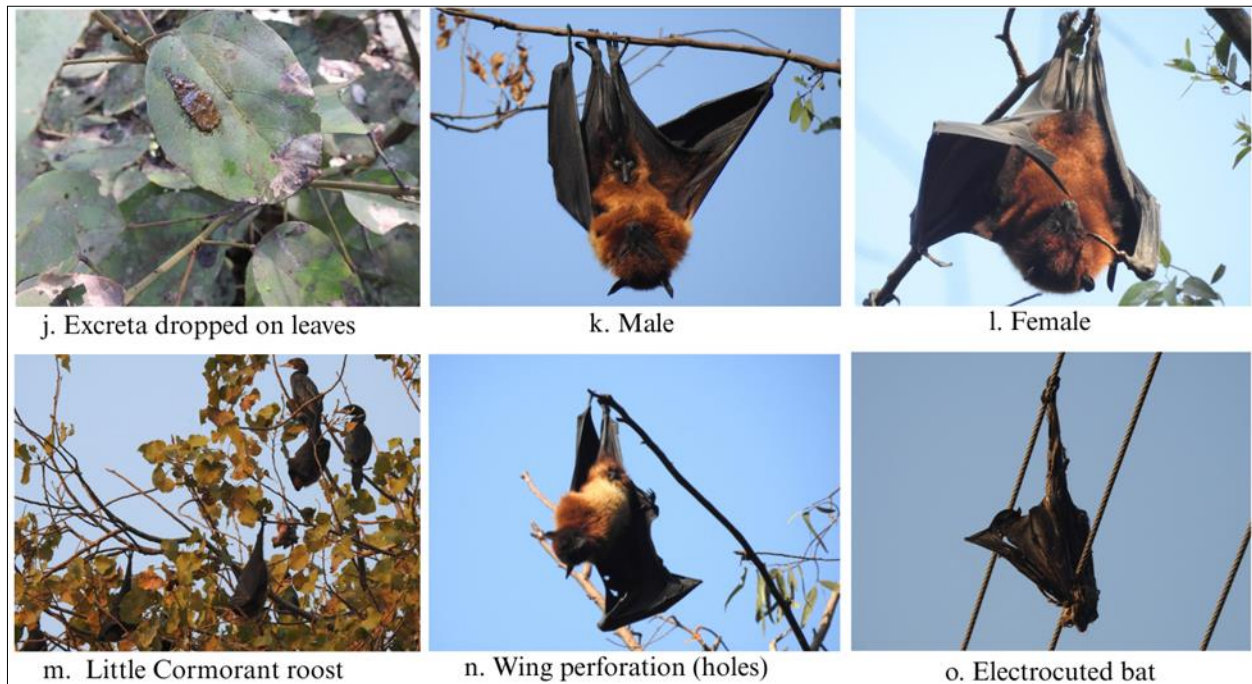 j. Excreta dropped on leaves
k. Male
l. Female
m. Little Cormorant roost
n. Wing perforation (holes)
o. Electrocuted bat